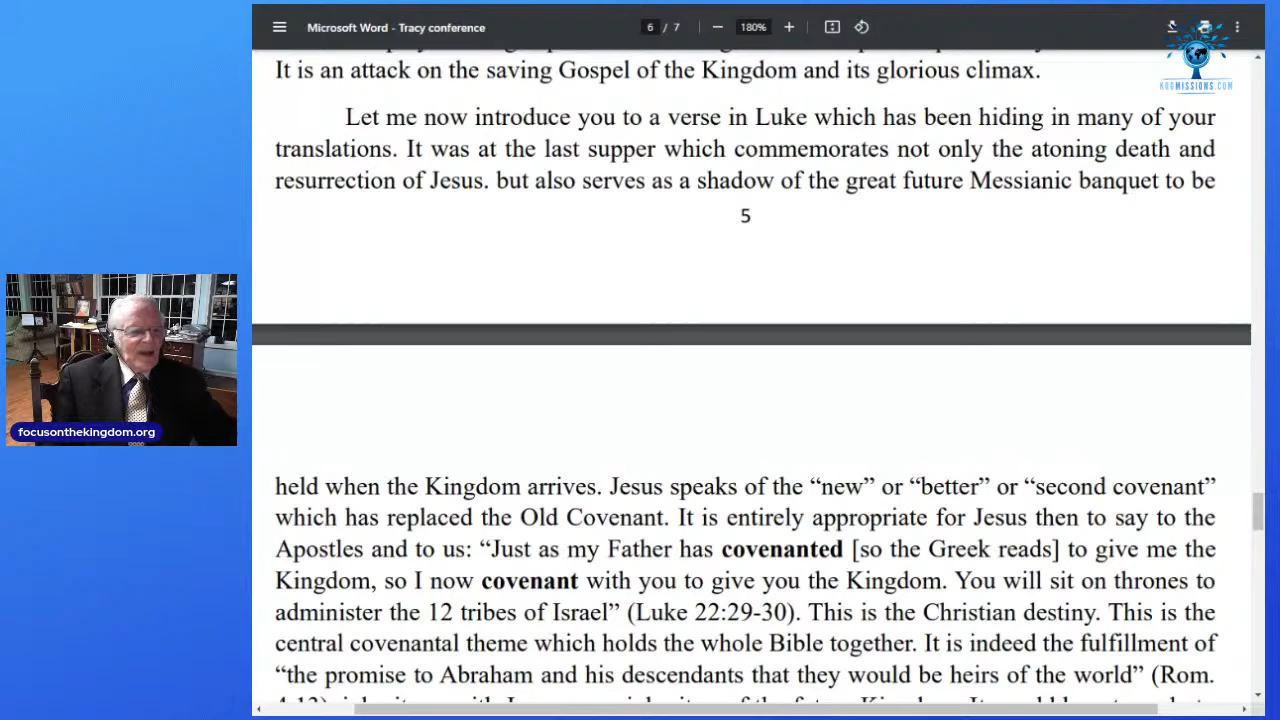 Microsoft Word - Tracy conference
6 / 7
180%
KOGMISSIONS.COM
It is an attack on the saving Gospel of the Kingdom and its glorious climax.
Let me now introduce you to a verse in Luke which has been hiding in many of your
translations. It was at the last supper which commemorates not only the atoning death and
resurrection of Jesus. but also serves as a shadow of the great future Messianic banquet to be
5
focusonthekingdom.org
held when the Kingdom arrives. Jesus speaks of the “new” or “better” or “second covenant”
which has replaced the Old Covenant. It is entirely appropriate for Jesus then to say to the
Apostles and to us: “Just as my Father has covenanted [so the Greek reads] to give me the
Kingdom, so I now covenant with you to give you the Kingdom. You will sit on thrones to
administer the 12 tribes of Israel” (Luke 22:29-30). This is the Christian destiny. This is the
central covenantal theme which holds the whole Bible together. It is indeed the fulfillment of
“the promise to Abraham and his descendants that they would be heirs of the world” (Rom.